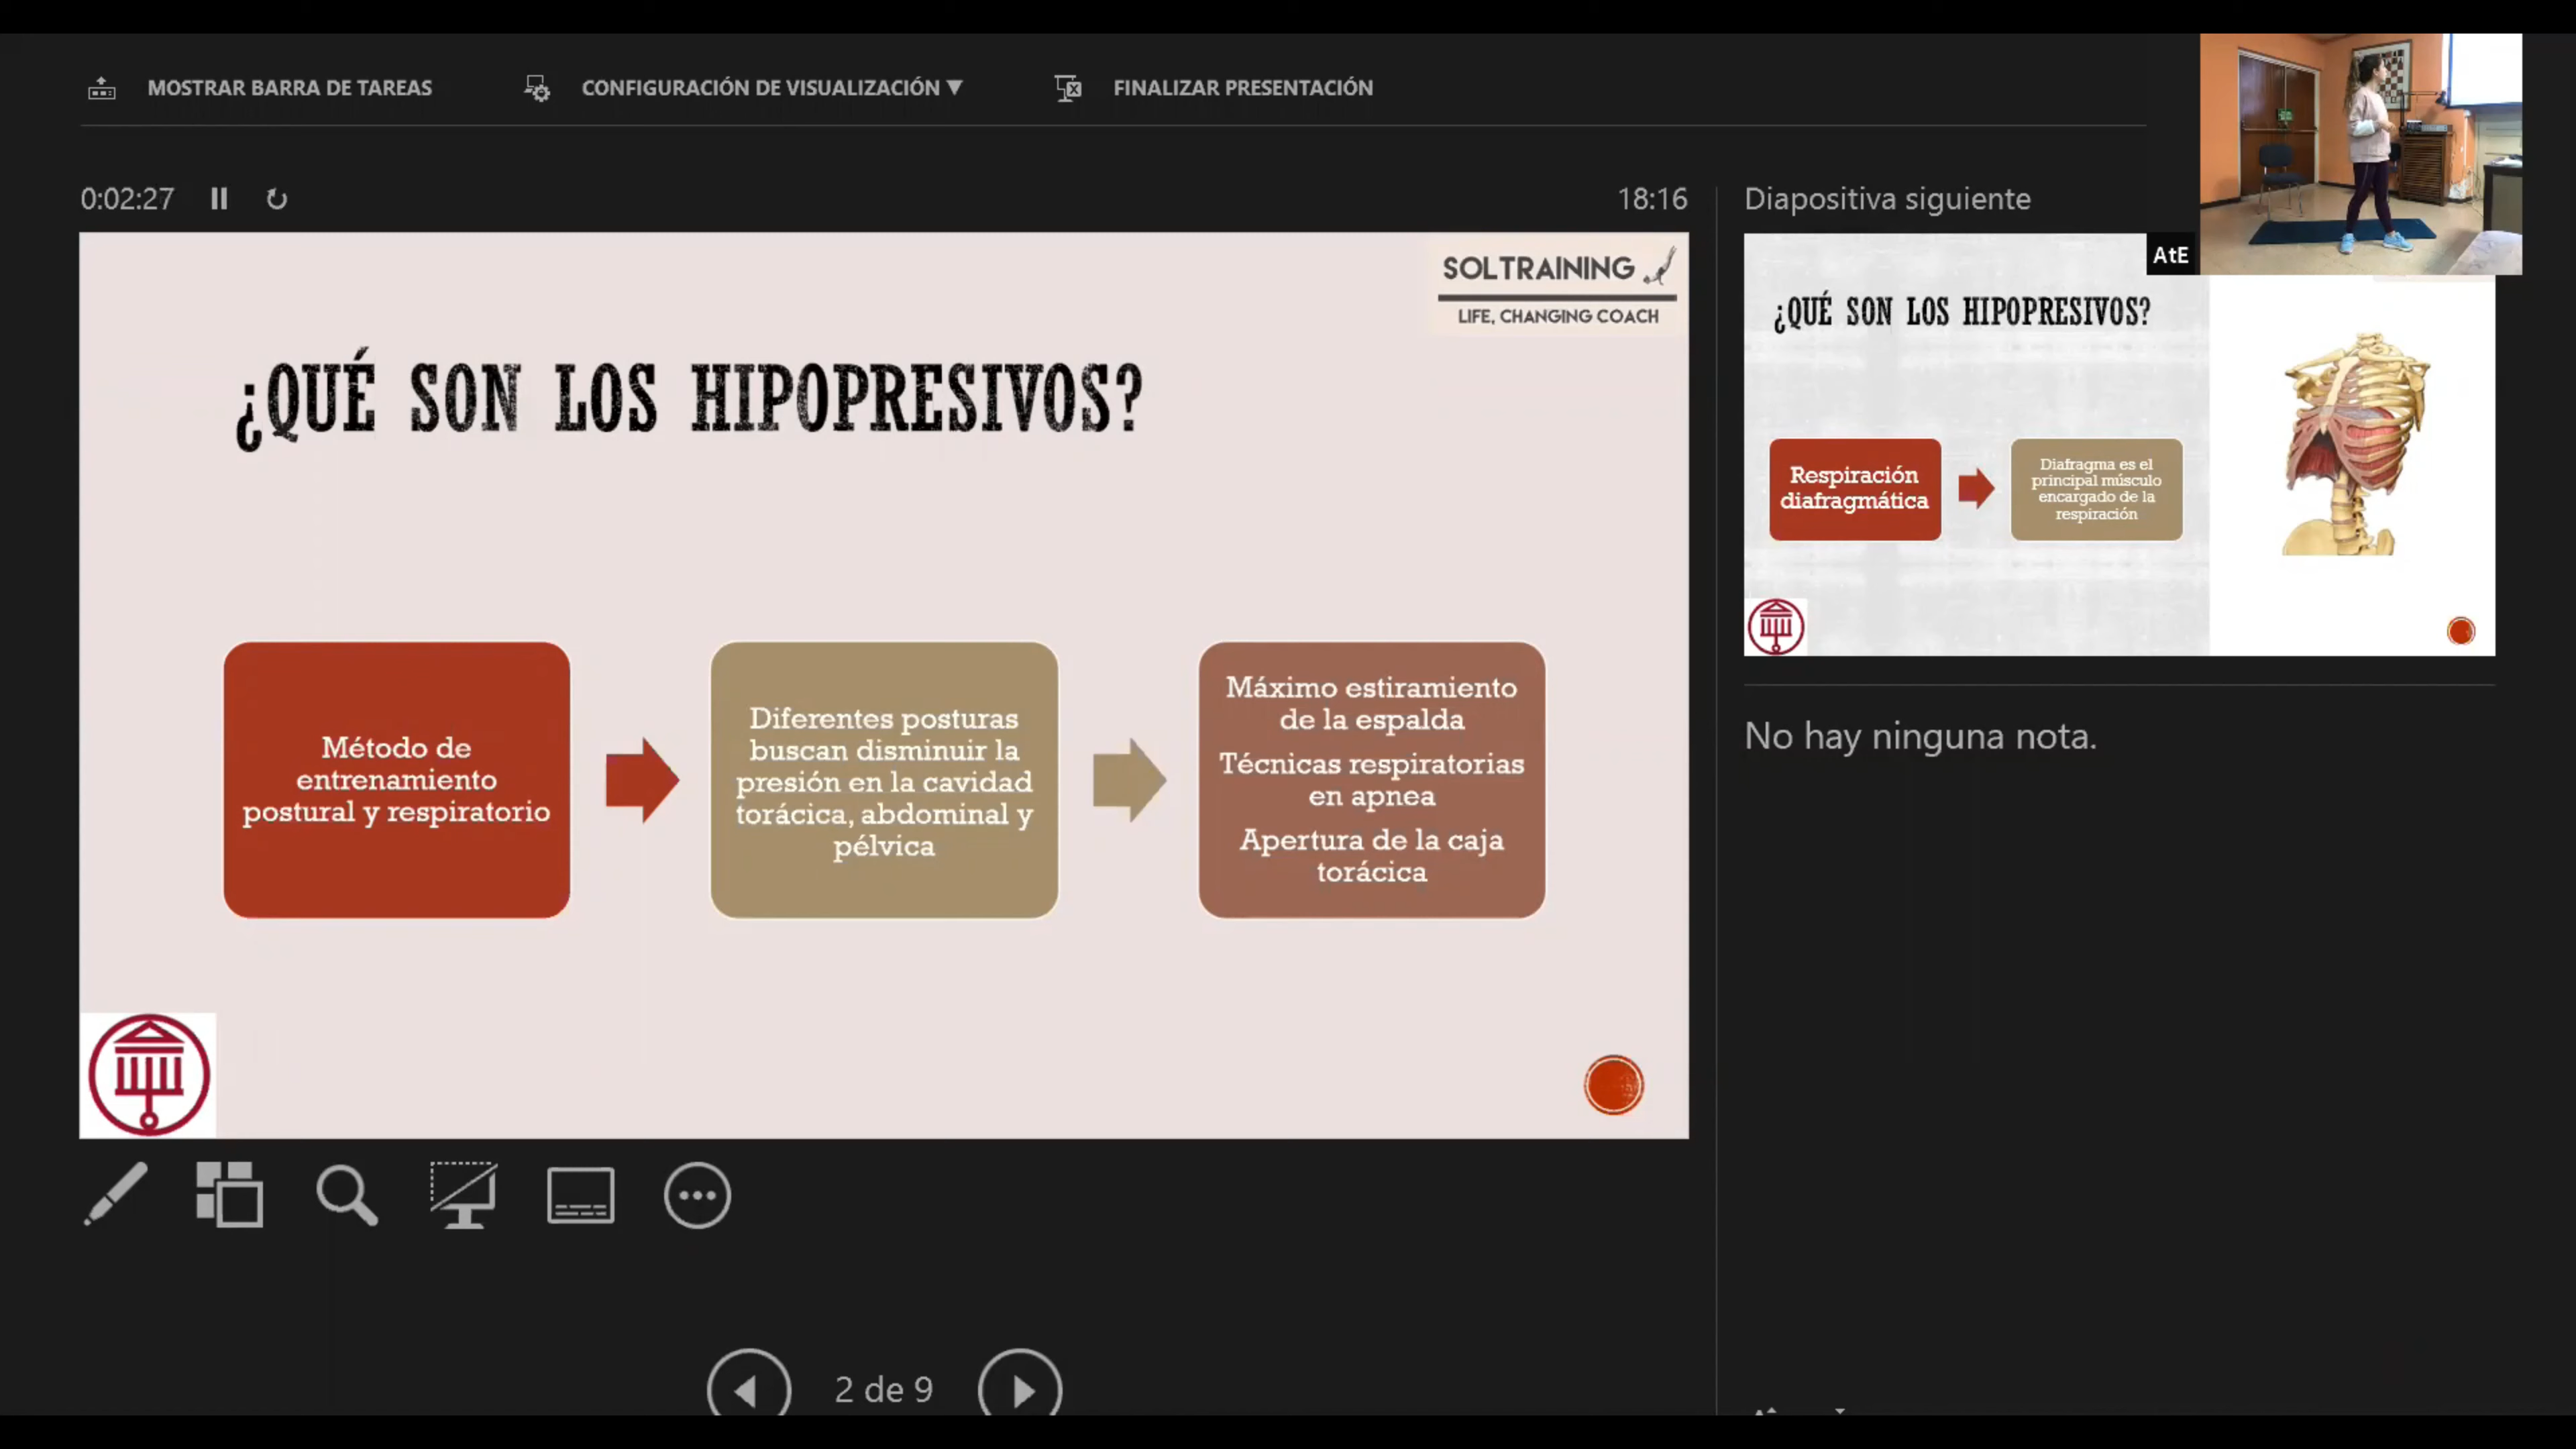 MOSTRAR BARRA DE TAREAS
CONFIGURACIÓN DE VISUALIZACIÓN ▼
FINALIZAR PRESENTACIÓN
0:02:27
18:16
SOLTRAINING
LIFE, CHANGING COACH
¿QUÉ SON LOS HIPOPRESIVOS?
Método de
entrenamiento
postural y respiratorio
Diferentes posturas
buscan disminuir la
presión en la cavidad
torácica, abdominal y
pélvica
Máximo estiramiento
de la espalda
Técnicas respiratorias
en apnea
Apertura de la caja
torácica
2 de 9
Diapositiva siguiente
AtE
¿QUÉ SON LOS HIPOPRESIVOS?
Respiración
diafragmática
Diafragma es el
principal músculo
encargado de la
respiración
No hay ninguna nota.